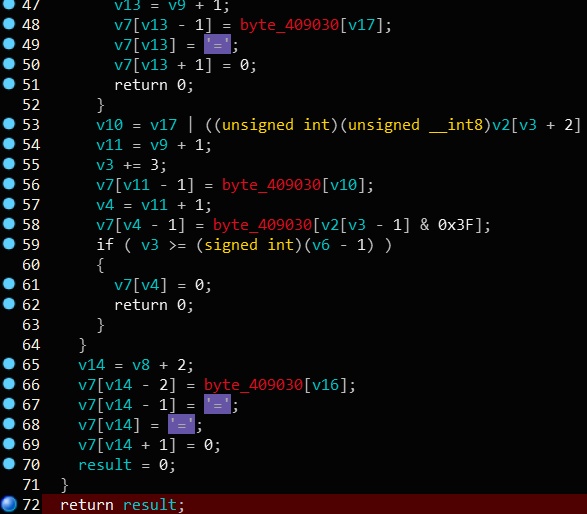 47 v13 = v9 + 1;
48 v7[v13 - 1] = byte_409030[v17];
49 v7[v13] = '=';
50 v7[v13 + 1] = 0;
51 return 0;
52 }
53 v10 = v17 | ((unsigned int)(unsigned __int8)v2[v3 + 2]
54 v11 = v9 + 1;
55 v3 += 3;
56 v7[v11 - 1] = byte_409030[v10];
57 v4 = v11 + 1;
58 v7[v4 - 1] = byte_409030[v2[v3 - 1] & 0x3F];
59 if ( v3 >= (signed int)(v6 - 1) )
60 {
61 v7[v4] = 0;
62 return 0;
63 }
64 }
65 v14 = v8 + 2;
66 v7[v14 - 2] = byte_409030[v16];
67 v7[v14 - 1] = '=';
68 v7[v14] = '=';
69 v7[v14 + 1] = 0;
70 result = 0;
71 }
72 return result;